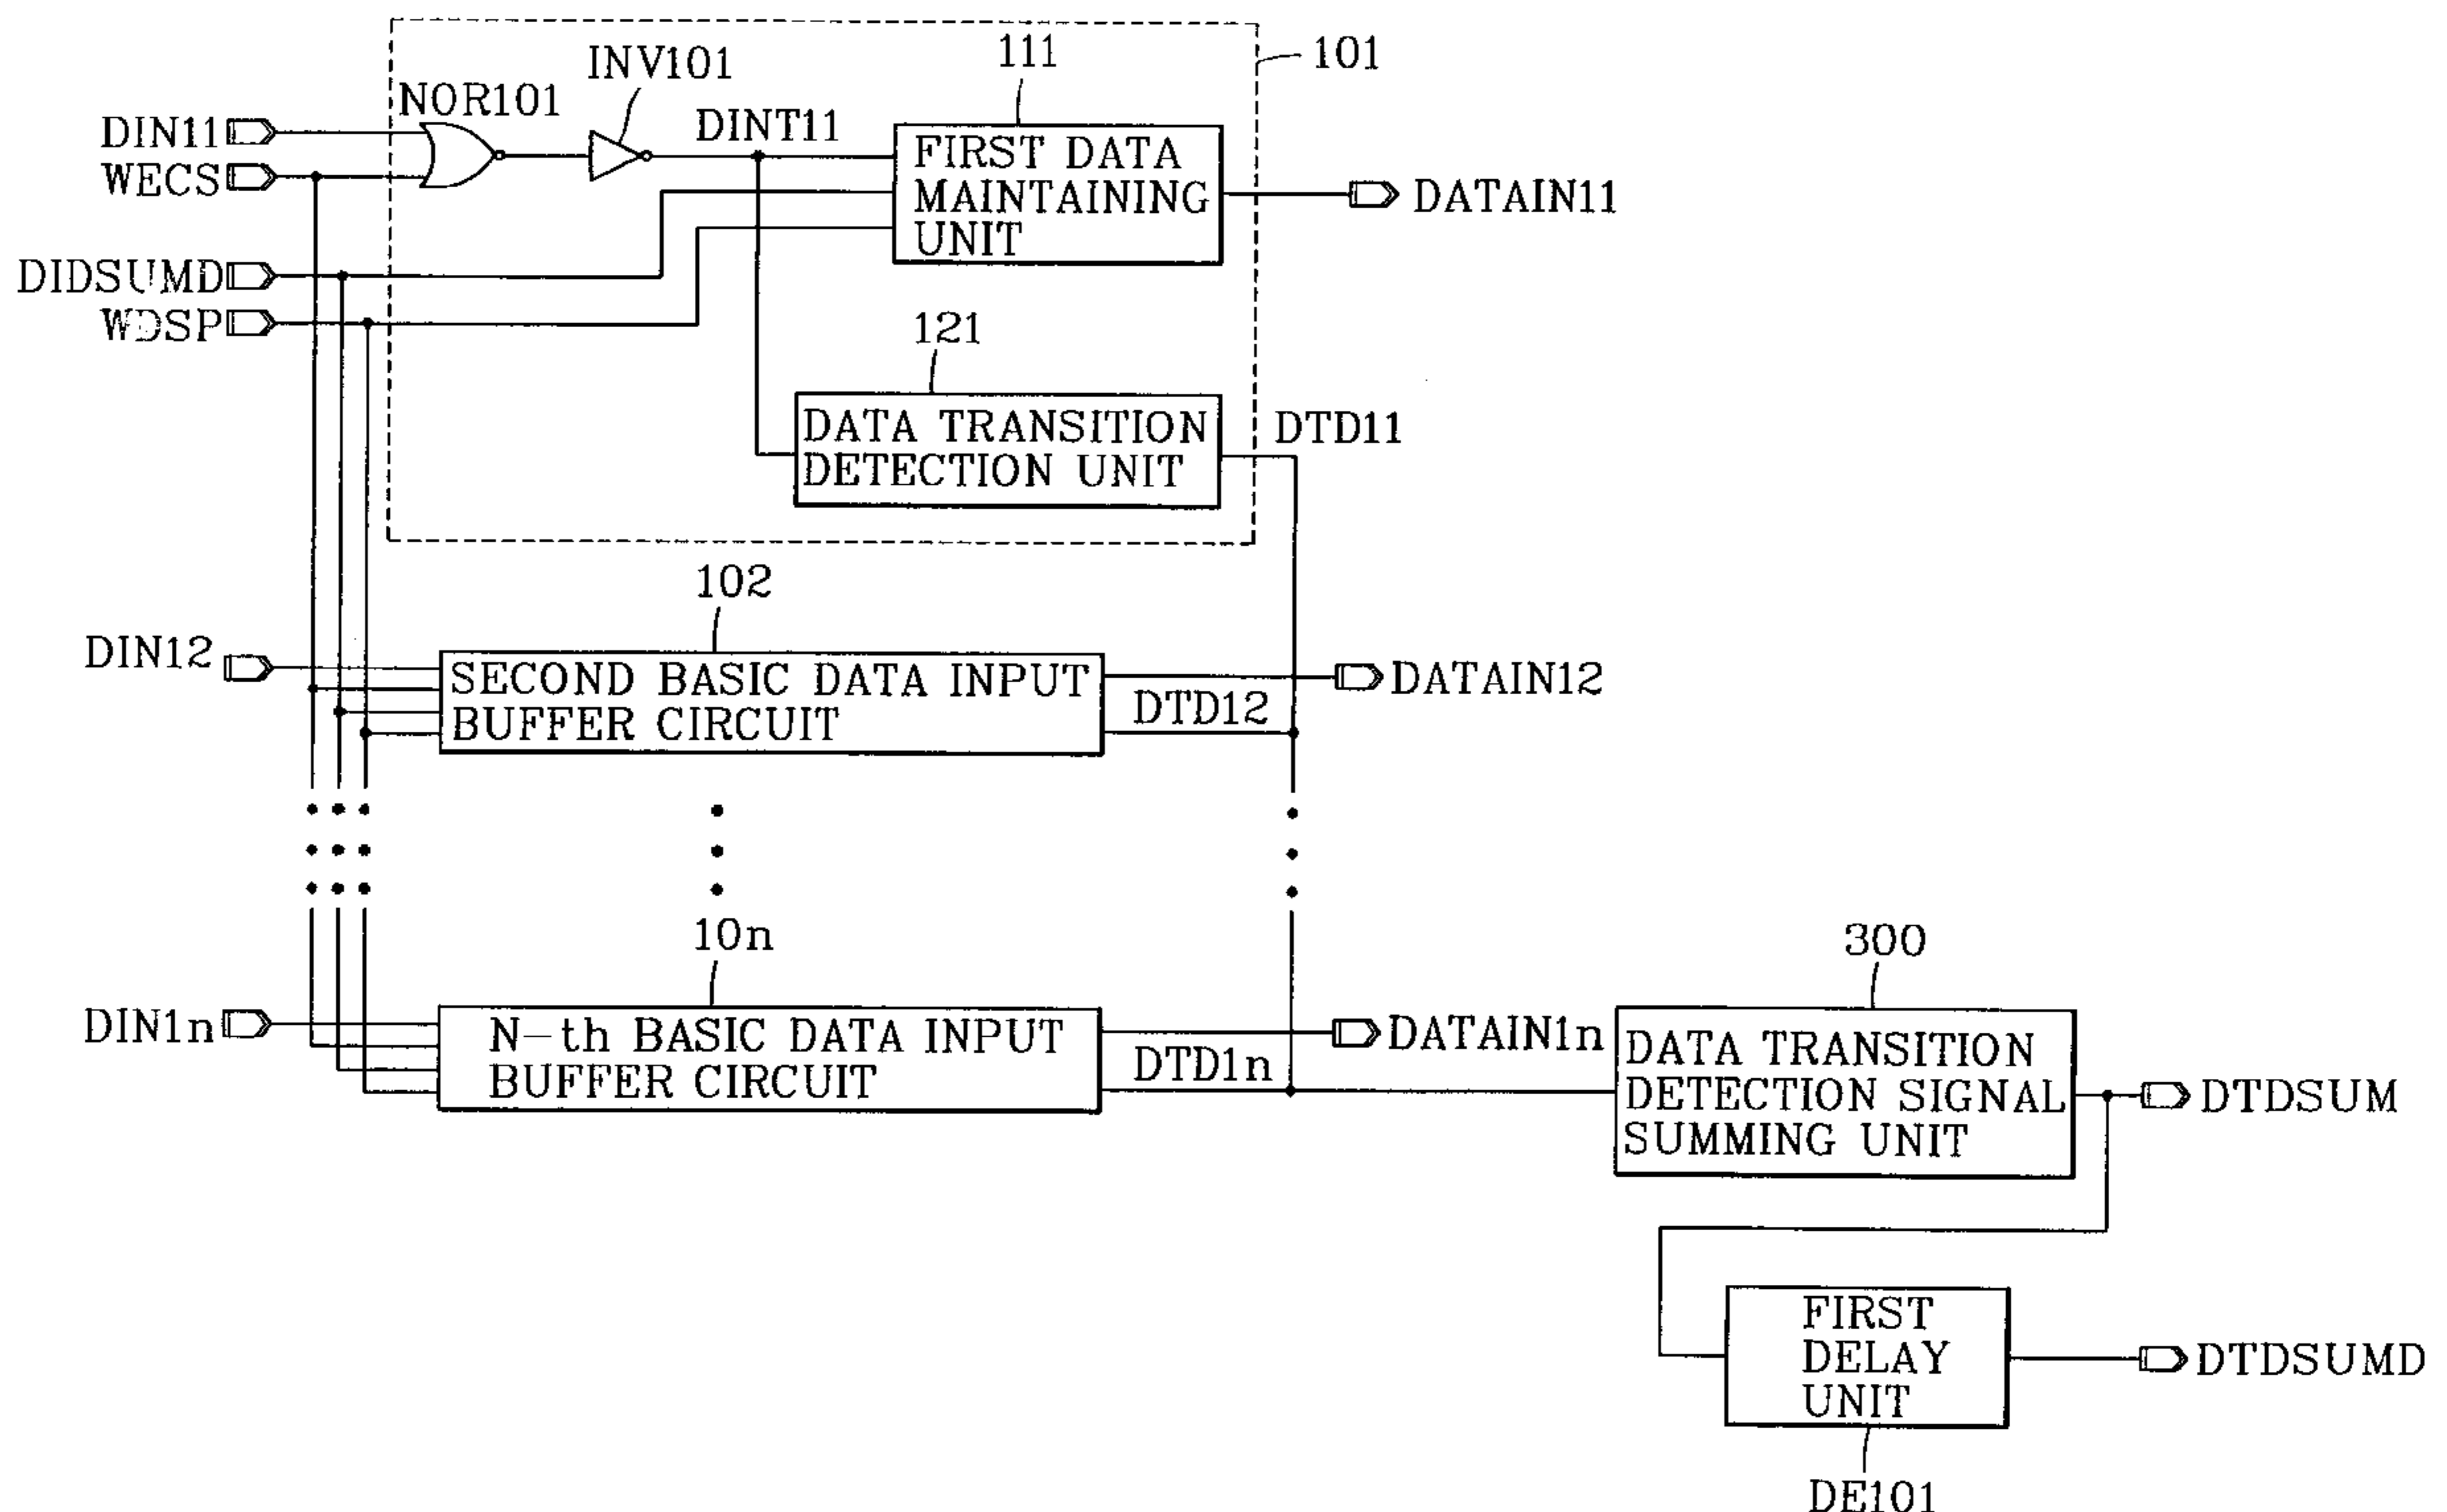 INV101
111
101
NOR101
DIN11
DINT11
WECS
FIRST DATA
MAINTAINING
UNIT
DATAIN11
DIDSUMD
WDSP
121
DATA TRANSITION
DETECTION UNIT
DTD11
102
DIN12
SECOND BASIC DATA INPUT
BUFFER CIRCUIT
DATAIN12
DTD12
10n
300
DIN1n
N-th BASIC DATA INPUT
BUFFER CIRCUIT
DATAIN1n
DTD1n
DATA TRANSITION
DETECTION SIGNAL
SUMMING UNIT
DTDSUM
FIRST
DELAY
UNIT
DTDSUMD
DE101